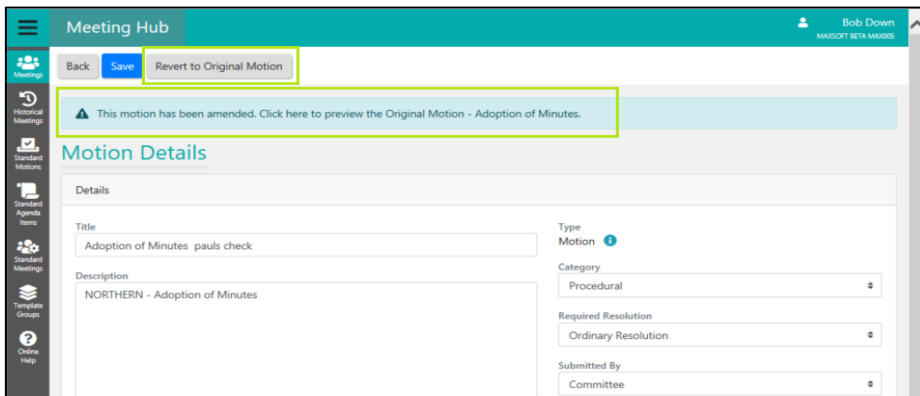 Meeting Hub
Bob Down
MAXSOFT BETA MAX005
Meetings
Historical
Meetings
Standard
Motions
Standard
Agenda
Items
Standard
Meetings
Template
Groups
Online
Help
Back
Save
Revert to Original Motion
This motion has been amended. Click here to preview the Original Motion - Adoption of Minutes.
Motion Details
Details
Title
Adoption of Minutes pauls check
Description
NORTHERN - Adoption of Minutes
Type
Motion
Category
Procedural
Required Resolution
Ordinary Resolution
Submitted By
Committee